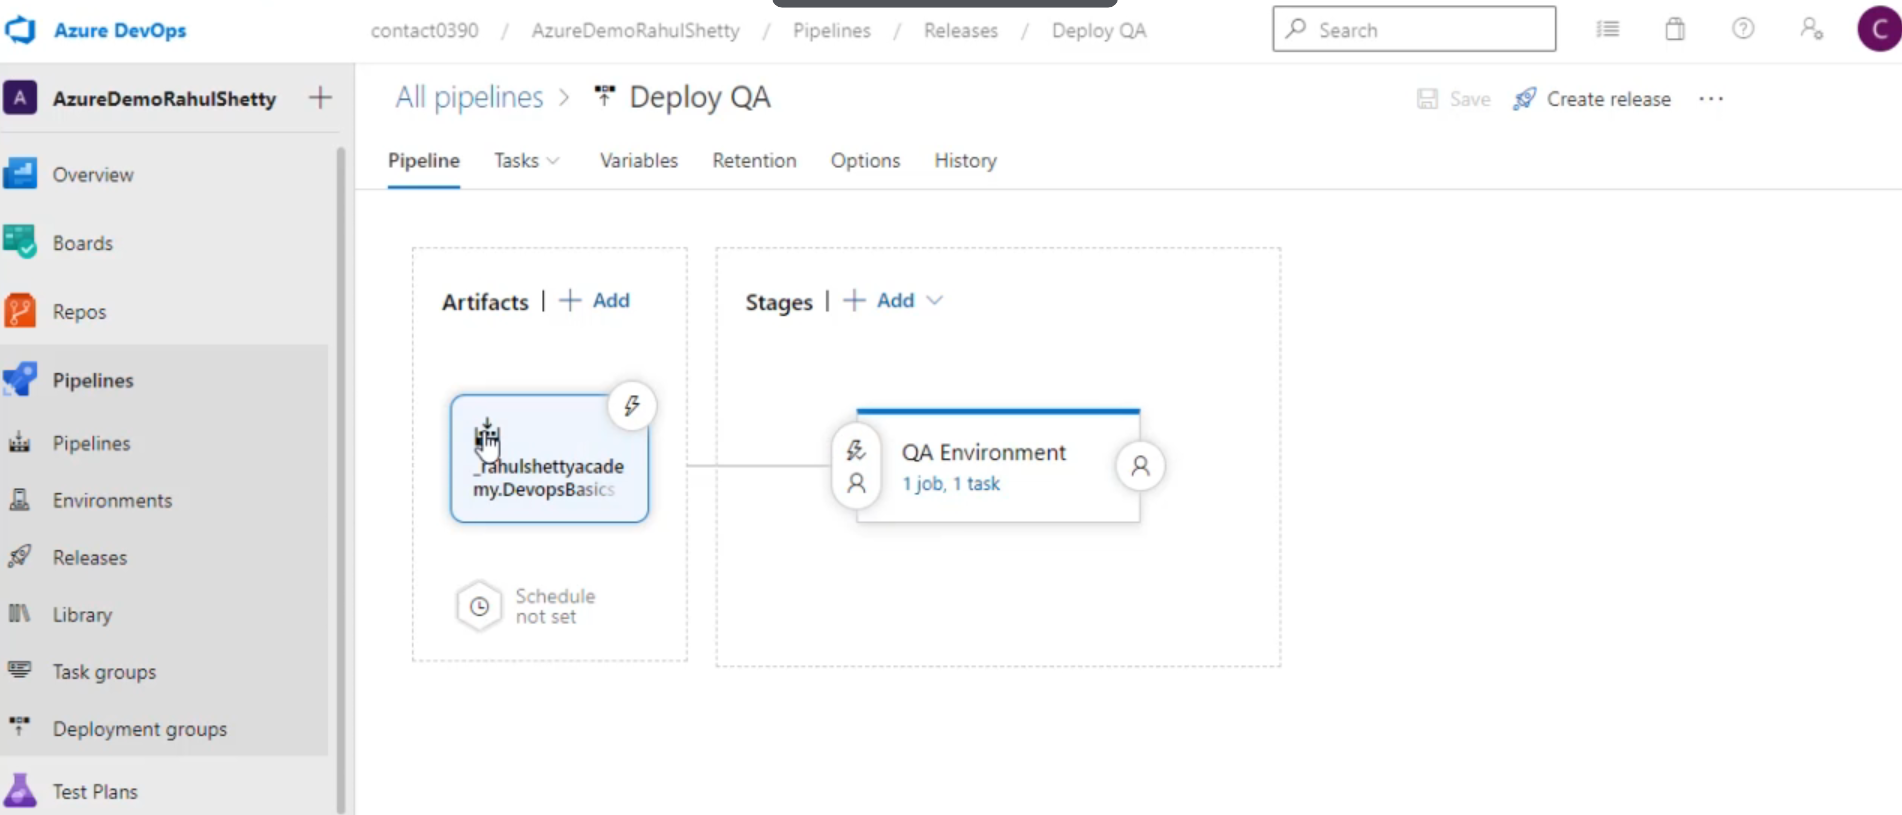 Azure DevOps
contact0390 / AzureDemoRahulShetty / Pipelines / Releases / Deploy QA
Search
C
A AzureDemoRahulShetty
Overview
Boards
Repos
Pipelines
Pipelines
Environments
Releases
Library
Task groups
Deployment groups
Test Plans
All pipelines > Deploy QA
Save
Create release
Pipeline
Tasks
Variables
Retention
Options
History
Artifacts | + Add
_rahulshettyacade
my.DevopsBasics
Schedule
not set
Stages | + Add
QA Environment
1 job, 1 task